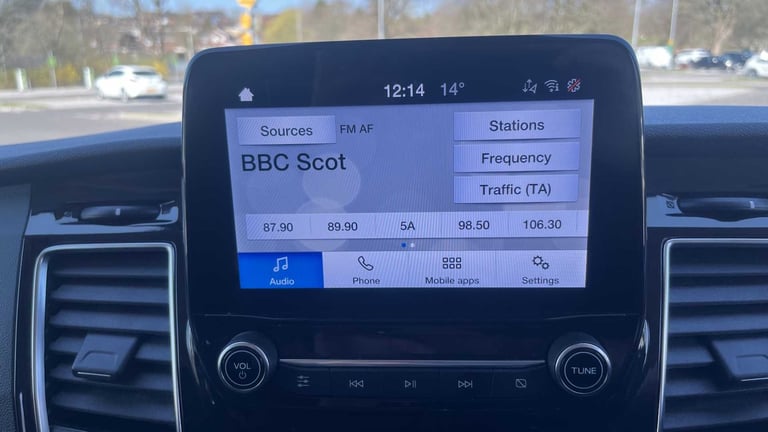 12:14 14°
Sources FM AF Stations
BBC Scot Frequency
Traffic (TA)
87.90 89.90 5A 98.50 106.30
Audio Phone Mobile apps Settings
VOL TUNE